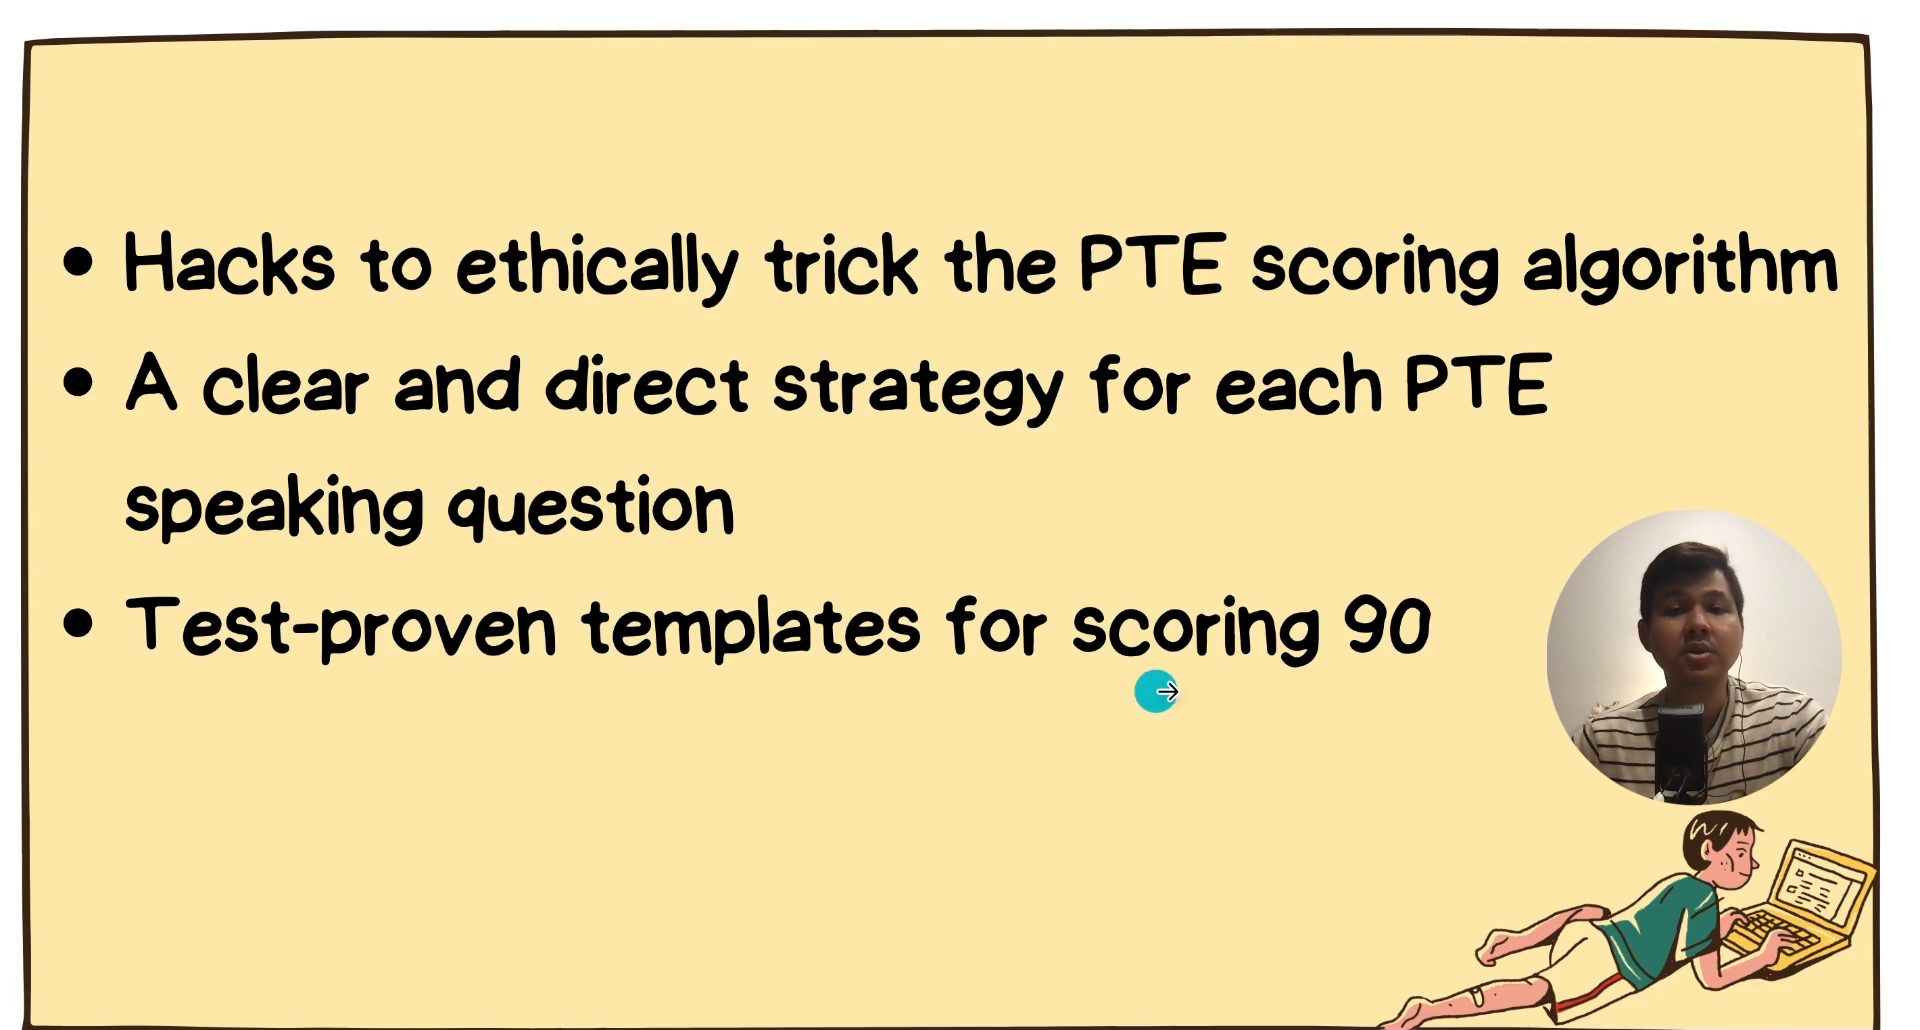 • Hacks to ethically trick the PTE scoring algorithm
• A clear and direct strategy for each PTE
speaking question
• Test-proven templates for scoring 90